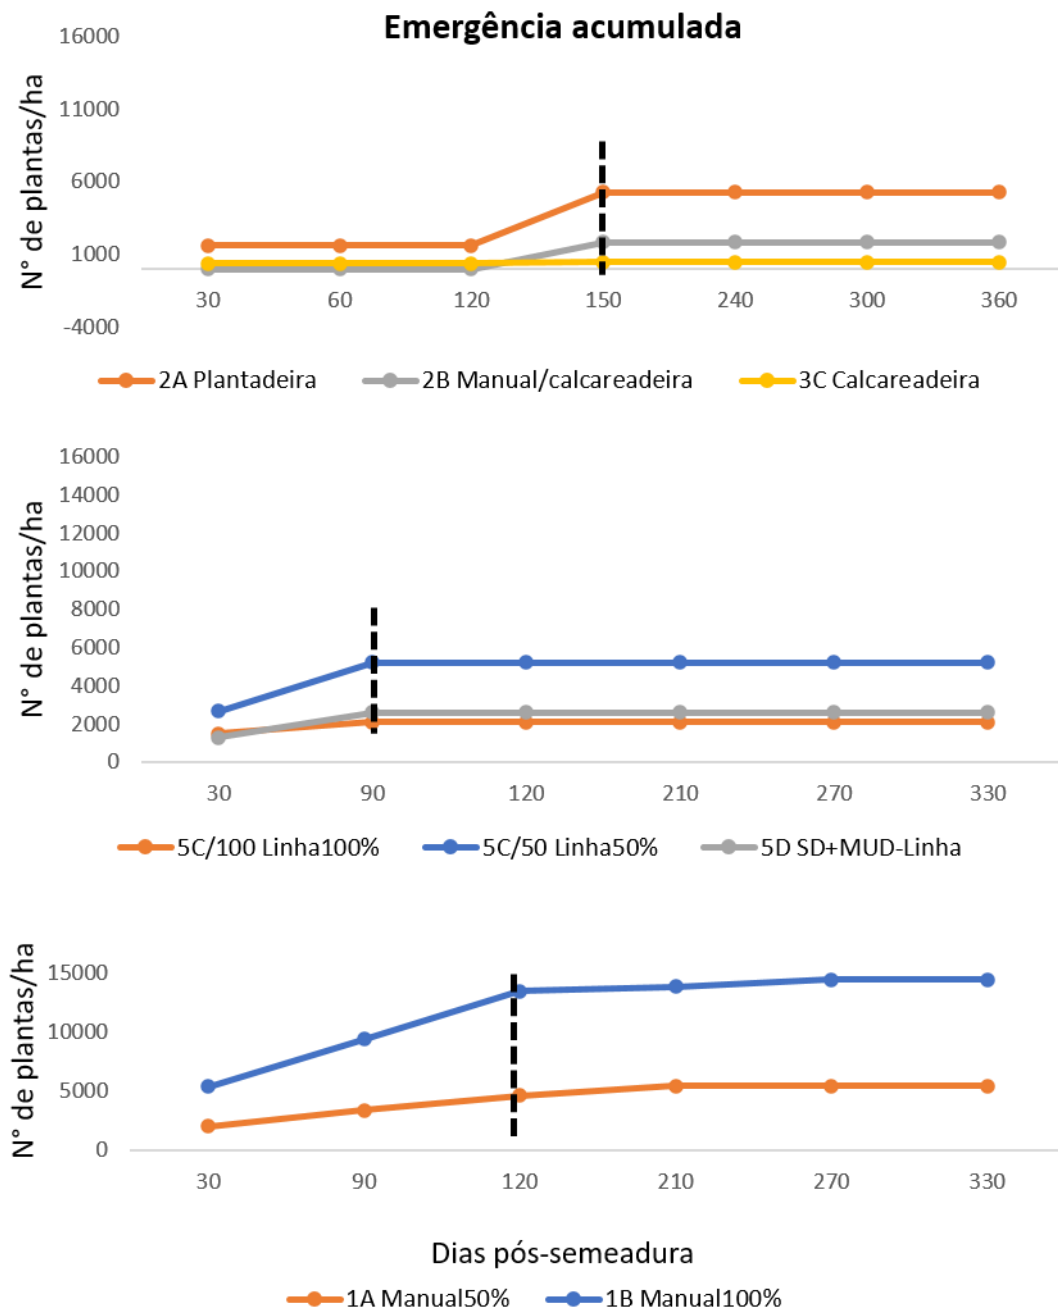 Emergência acumulada
N° de plantas/ha
16000
11000
6000
1000
-4000
30 60 120 150 240 300 360
2A Plantadeira 2B Manual/calcareadeira 3C Calcareadeira
N° de plantas/ha
16000
14000
12000
10000
8000
6000
4000
2000
0
30 90 120 210 270 330
5C/100 Linha100% 5C/50 Linha50% 5D SD+MUD-Linha
N° de plantas/ha
15000
10000
5000
0
30 90 120 210 270 330
Dias pós-semeadura
1A Manual50% 1B Manual100%